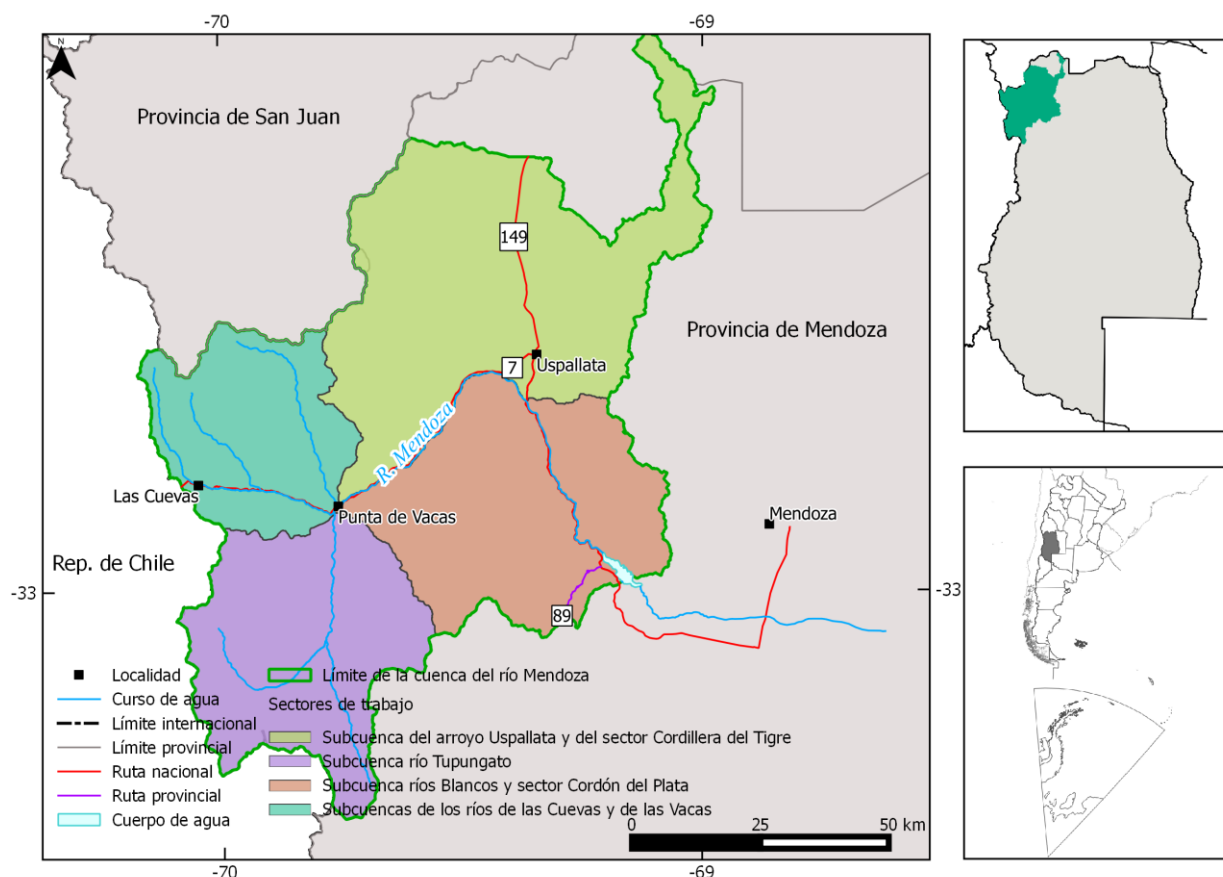 -70
-69
N
Provincia de San Juan
149
Provincia de Mendoza
7
Uspallata
R. Mendoza
Las Cuevas
Punta de Vacas
Mendoza
Rep. de Chile
-33
-33
89
Localidad
Curso de agua
Límite internacional
Límite provincial
Ruta nacional
Ruta provincial
Cuerpo de agua
Límite de la cuenca del río Mendoza
Sectores de trabajo
Subcuenca del arroyo Uspallata y del sector Cordillera del Tigre
Subcuenca río Tupungato
Subcuenca ríos Blancos y sector Cordón del Plata
Subcuencas de los ríos de las Cuevas y de las Vacas
0
25
50 km
-70
-69